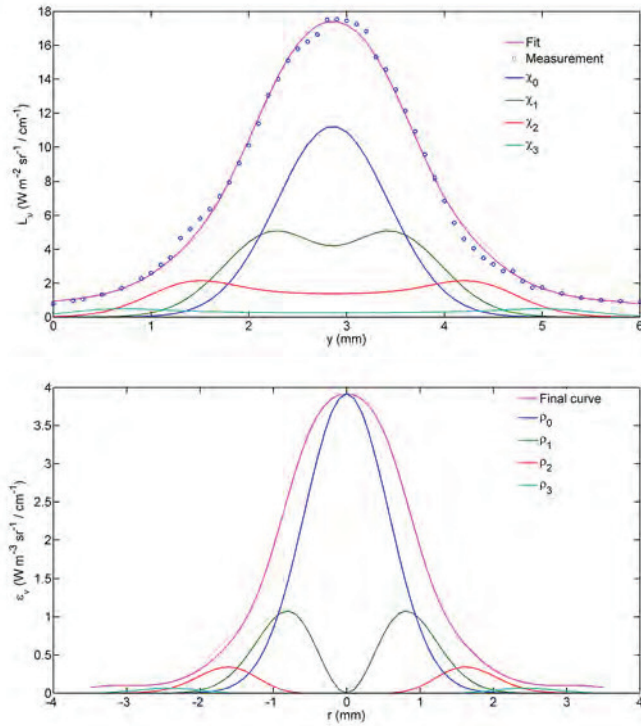 18
16
14
12
10
8
6
4
2
0
L_ν (W m⁻² sr⁻¹ / cm⁻¹)
Fit
Measurement
χ₀
χ₁
χ₂
χ₃
0 1 2 3 4 5 6
y (mm)
4
3.5
3
2.5
2
1.5
1
0.5
0
ε_ν (W m⁻³ sr⁻¹ / cm⁻¹)
Final curve
ρ₀
ρ₁
ρ₂
ρ₃
-4 -3 -2 -1 0 1 2 3 4
r (mm)